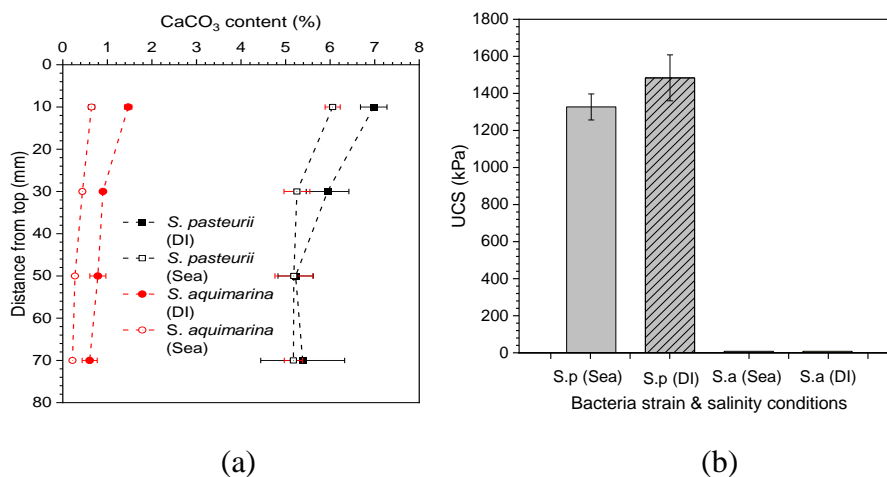 CaCO₃ content (%)
0 1 2 3 4 5 6 7 8
Distance from top (mm)
0
10
20
30
40
50
60
70
80
S. pasteurii
(DI)
S. pasteurii
(Sea)
S. aquimarina
(DI)
S. aquimarina
(Sea)
(a)
UCS (kPa)
1800
1600
1400
1200
1000
800
600
400
200
0
S.p (Sea) S.p (DI) S.a (Sea) S.a (DI)
Bacteria strain & salinity conditions
(b)